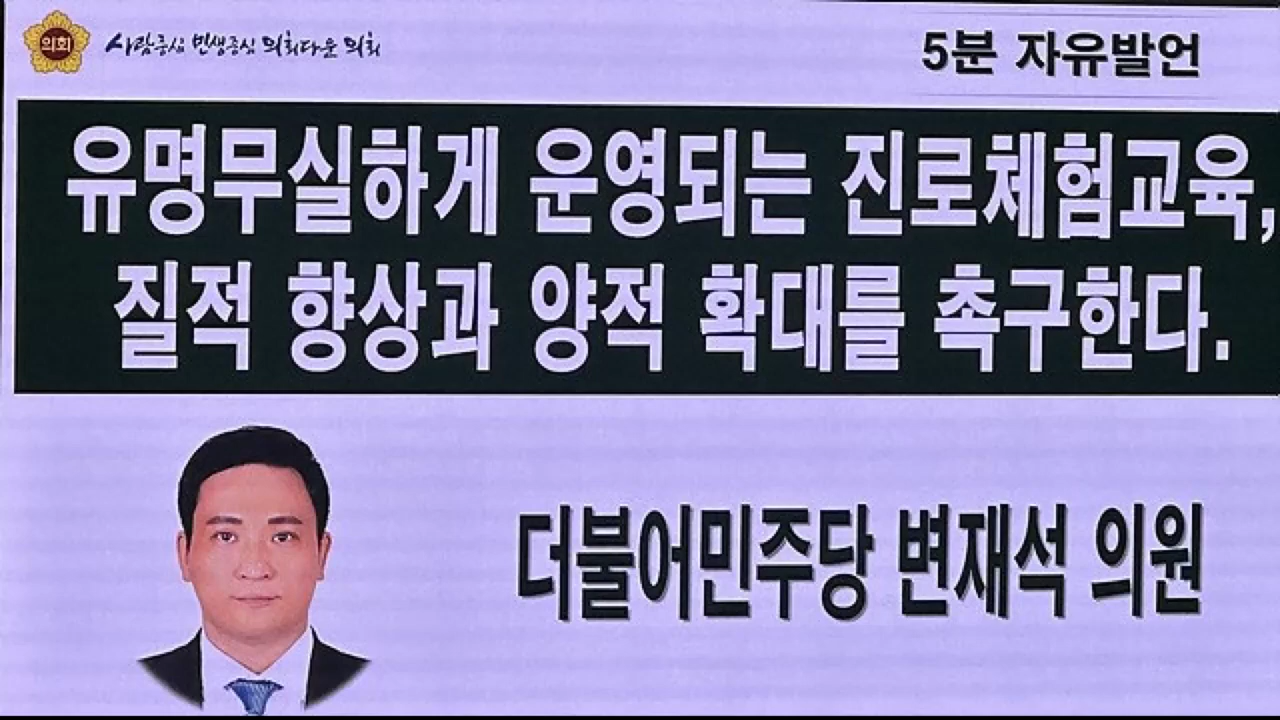 의회
사람중심 민생중심 의회다운 의회
5분 자유발언
유명무실하게 운영되는 진로체험교육,
질적 향상과 양적 확대를 촉구한다.
더불어민주당 변재석 의원